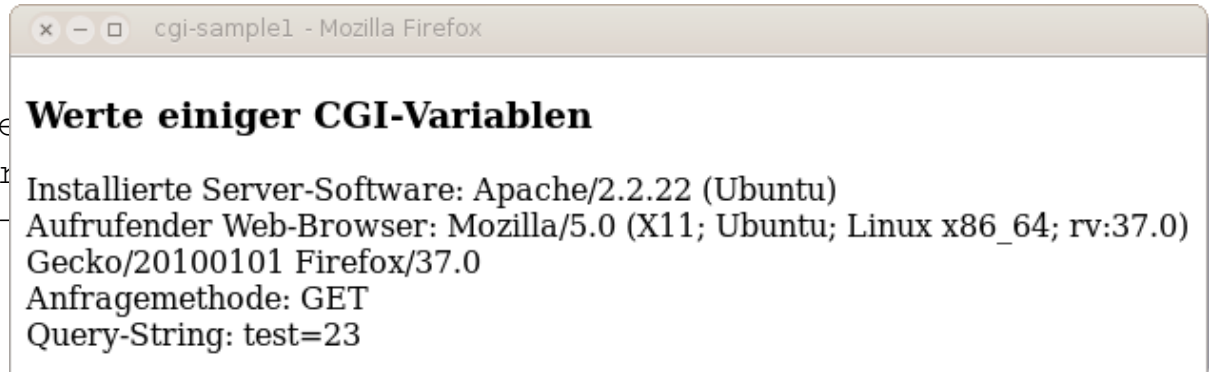 cgi-sample1 - Mozilla Firefox
Werte einiger CGI-Variablen
Installierte Server-Software: Apache/2.2.22 (Ubuntu)
Aufrufender Web-Browser: Mozilla/5.0 (X11; Ubuntu; Linux x86_64; rv:37.0)
Gecko/20100101 Firefox/37.0
Anfragemethode: GET
Query-String: test=23